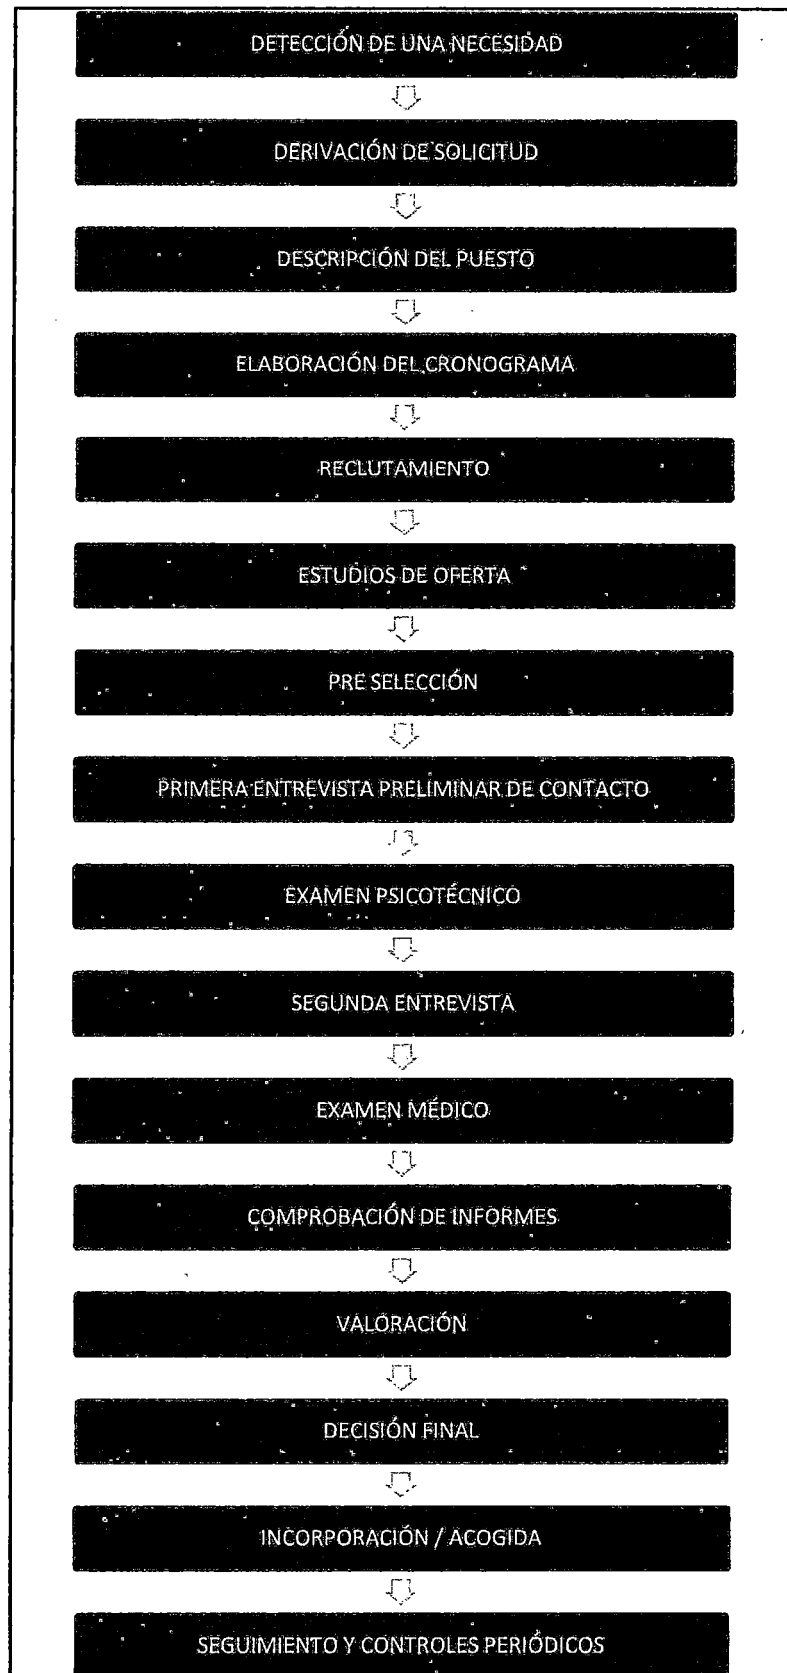 DETECCIÓN DE UNA NECESIDAD
DERIVACIÓN DE SOLICITUD
DESCRIPCIÓN DEL PUESTO
ELABORACIÓN DEL CRONOGRAMA
RECLUTAMIENTO
ESTUDIOS DE OFERTA
PRE SELECCIÓN
PRIMERA ENTREVISTA PRELIMINAR DE CONTACTO
EXAMEN PSICOTÉCNICO
SEGUNDA ENTREVISTA
EXAMEN MÉDICO
COMPROBACIÓN DE INFORMES
VALORACIÓN
DECISIÓN FINAL
INCORPORACIÓN / ACOGIDA
SEGUIMIENTO Y CONTROLES PERIÓDICOS